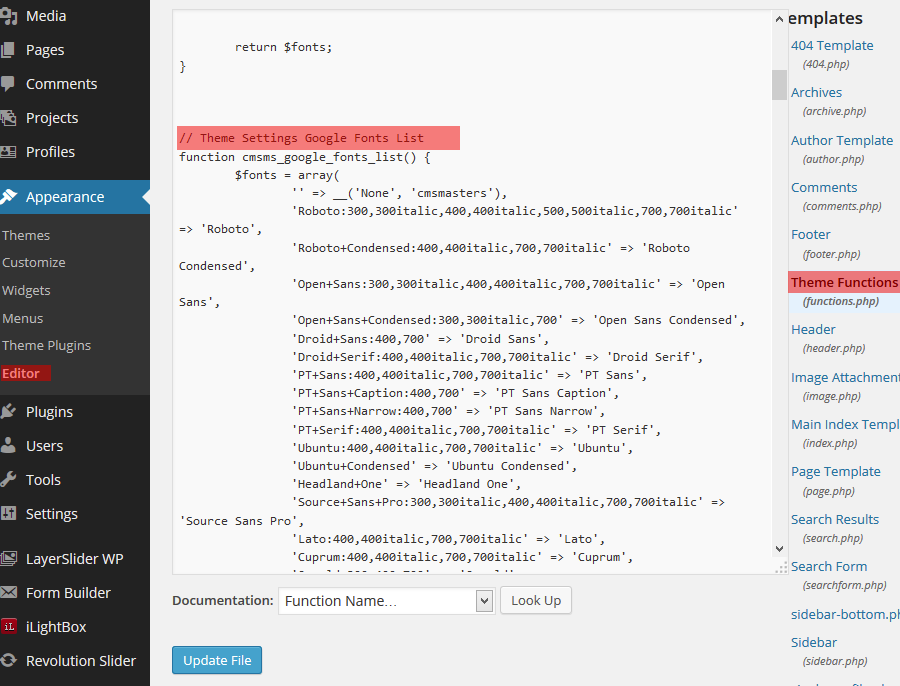 Media
Pages
Comments
Projects
Profiles
Appearance
Themes
Customize
Widgets
Menus
Theme Plugins
Editor
Plugins
Users
Tools
Settings
LayerSlider WP
Form Builder
iL iLightBox
Revolution Slider
return $fonts;
}
// Theme Settings Google Fonts List
function cmsms_google_fonts_list() {
$fonts = array(
'' => __('None', 'cmsmasters'),
'Roboto:300,300italic,400,400italic,500,500italic,700,700italic'
=> 'Roboto',
'Roboto+Condensed:400,400italic,700,700italic' => 'Roboto
Condensed',
'Open+Sans:300,300italic,400,400italic,700,700italic' => 'Open
Sans',
'Open+Sans+Condensed:300,300italic,700' => 'Open Sans Condensed',
'Droid+Sans:400,700' => 'Droid Sans',
'Droid+Serif:400,400italic,700,700italic' => 'Droid Serif',
'PT+Sans:400,400italic,700,700italic' => 'PT Sans',
'PT+Sans+Caption:400,700' => 'PT Sans Caption',
'PT+Sans+Narrow:400,700' => 'PT Sans Narrow',
'PT+Serif:400,400italic,700,700italic' => 'PT Serif',
'Ubuntu:400,400italic,700,700italic' => 'Ubuntu',
'Ubuntu+Condensed' => 'Ubuntu Condensed',
'Headland+One' => 'Headland One',
'Source+Sans+Pro:300,300italic,400,400italic,700,700italic' =>
'Source Sans Pro',
'Lato:400,400italic,700,700italic' => 'Lato',
'Cuprum:400,400italic,700,700italic' => 'Cuprum',
Documentation: Function Name... Look Up
Update File
emplates
404 Template
(404.php)
Archives
(archive.php)
Author Template
(author.php)
Comments
(comments.php)
Footer
(footer.php)
Theme Functions
(functions.php)
Header
(header.php)
Image Attachment
(image.php)
Main Index Templ
(index.php)
Page Template
(page.php)
Search Results
(search.php)
Search Form
(searchform.php)
sidebar-bottom.ph
Sidebar
(sidebar.php)